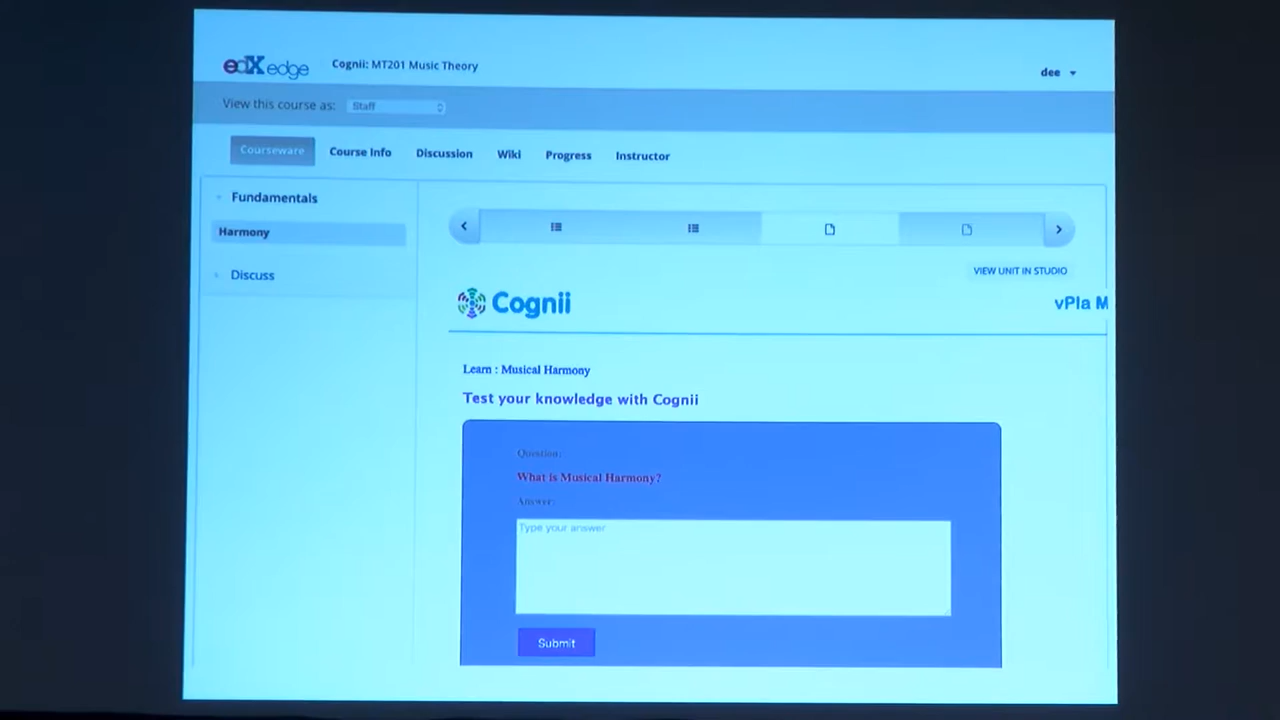 edX edge
Cognii: MT201 Music Theory
dee
View this course as: Staff
Courseware Course Info Discussion Wiki Progress Instructor
Fundamentals
Harmony
Discuss
VIEW UNIT IN STUDIO
Cognii
vPla M
Learn : Musical Harmony
Test your knowledge with Cognii
Question:
What is Musical Harmony?
Answer:
Type your answer
Submit